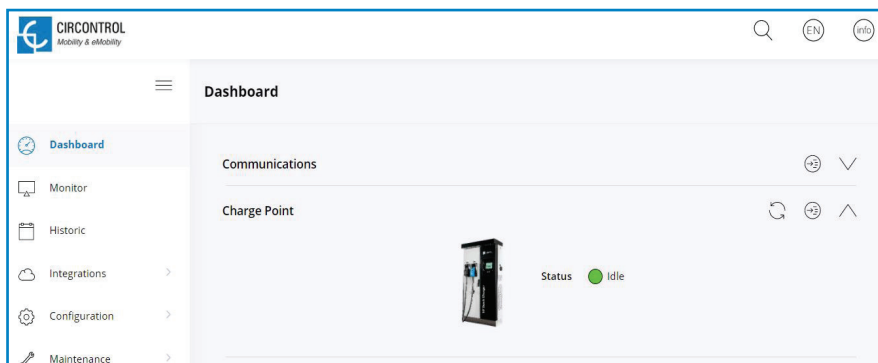 CIRCONTROL
Mobility & eMobility
EN
info
Dashboard
Dashboard
Monitor
Historic
Integrations
Configuration
Maintenance
Communications
Charge Point
Status Idle